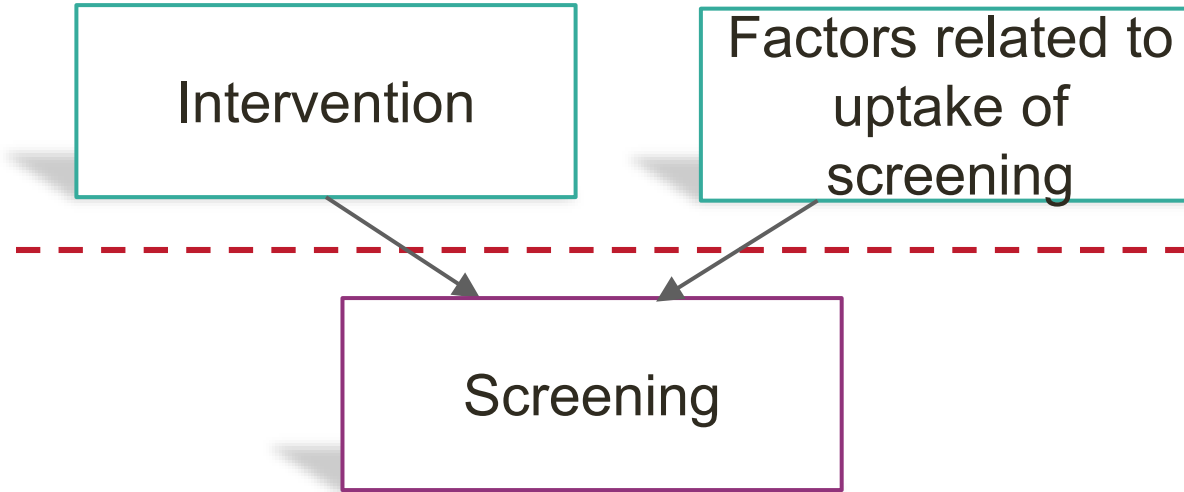 Intervention
Factors related to
uptake of
screening
Screening